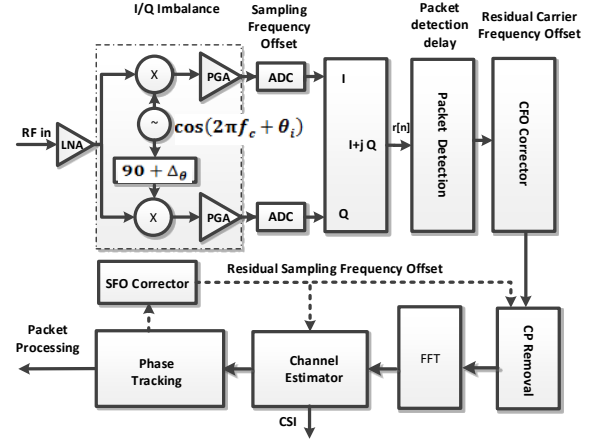 I/Q Imbalance
Sampling
Frequency
Offset
Packet
detection
delay
Residual Carrier
Frequency Offset
RF in
LNA
X
PGA
ADC
~
cos(2πf_c + θ_i)
90 + Δ_θ
X
PGA
ADC
I
I+j Q
Q
r[n]
Packet Detection
CFO Corrector
SFO Corrector
Residual Sampling Frequency Offset
Packet
Processing
Phase
Tracking
Channel
Estimator
FFT
CP Removal
CSI